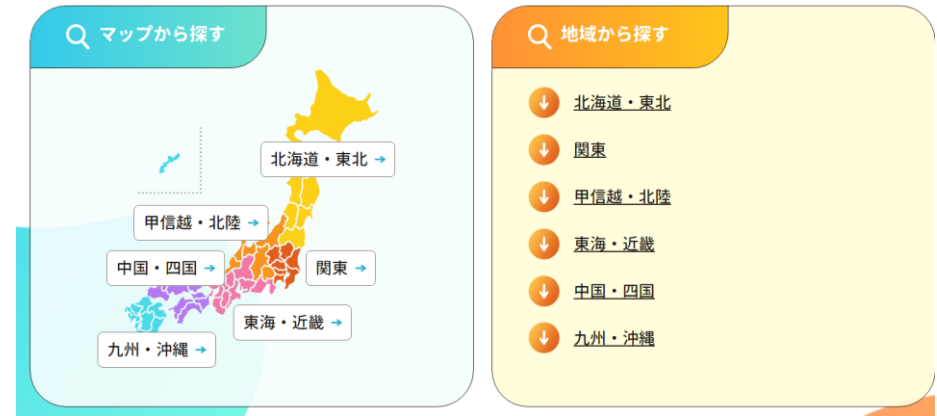 マップから探す
北海道・東北
甲信越・北陸
中国・四国
関東
東海・近畿
九州・沖縄
地域から探す
北海道・東北
関東
甲信越・北陸
東海・近畿
中国・四国
九州・沖縄